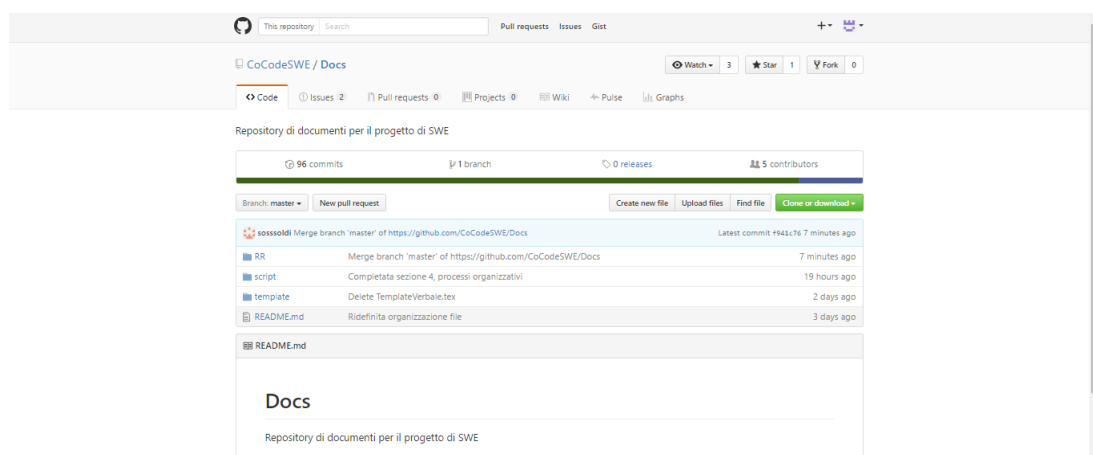 This repository Search Pull requests Issues Gist
CoCodeSWE / Docs Watch 3 Star 1 Fork 0
Code Issues 2 Pull requests 0 Projects 0 Wiki Pulse Graphs
Repository di documenti per il progetto di SWE
96 commits 1 branch 0 releases 5 contributors
Branch: master New pull request Create new file Upload files Find file Clone or download
sosssoldi Merge branch 'master' of https://github.com/CoCodeSWE/Docs Latest commit f941c76 7 minutes ago
RR Merge branch 'master' of https://github.com/CoCodeSWE/Docs 7 minutes ago
script Completata sezione 4, processi organizzativi 19 hours ago
template Delete TemplateVerbale.tex 2 days ago
README.md Ridefinita organizzazione file 3 days ago
README.md
Docs
Repository di documenti per il progetto di SWE